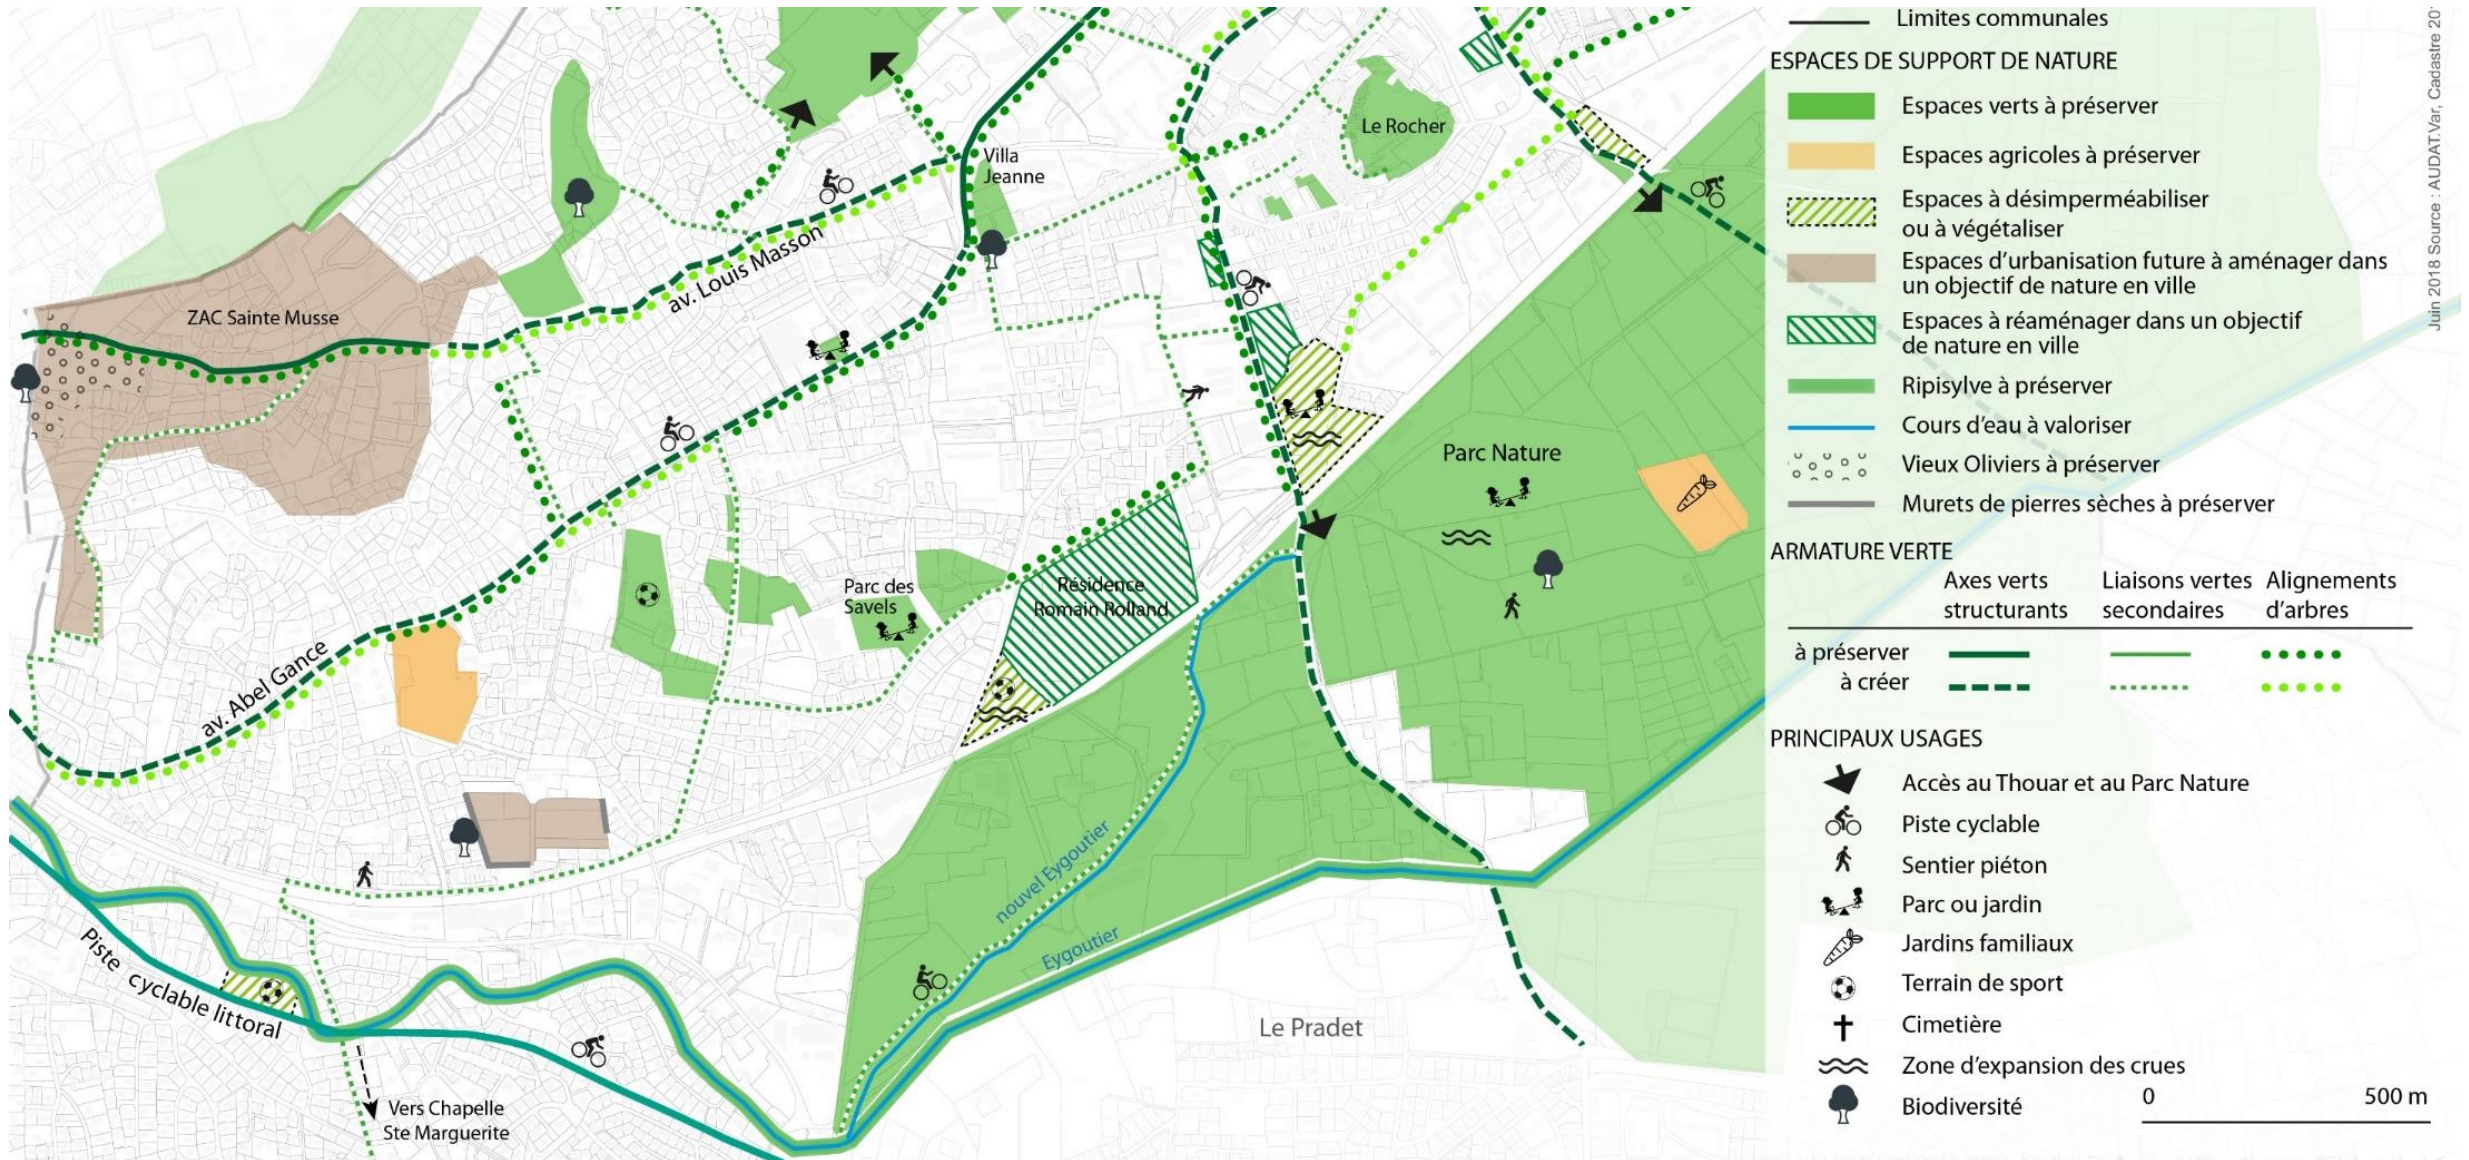 Limites communales
ESPACES DE SUPPORT DE NATURE
Espaces verts à préserver
Espaces agricoles à préserver
Espaces à désimperméabiliser
ou à végétaliser
Espaces d'urbanisation future à aménager dans
un objectif de nature en ville
Espaces à réaménager dans un objectif
de nature en ville
Ripisylve à préserver
Cours d'eau à valoriser
Vieux Oliviers à préserver
Murets de pierres sèches à préserver
ARMATURE VERTE
Axes verts
structurants
Liaisons vertes
secondaires
Alignements
d'arbres
à préserver
à créer
PRINCIPAUX USAGES
Accès au Thouar et au Parc Nature
Piste cyclable
Sentier piéton
Parc ou jardin
Jardins familiaux
Terrain de sport
Cimetière
Zone d'expansion des crues
Biodiversité
0 500 m
Juin 2018 Source : AUDAT.Var, Cadastre
Le Rocher
Villa
Jeanne
av. Louis Masson
ZAC Sainte Musse
Parc Nature
Parc des
Savels
Résidence
Romain Rolland
av. Abel Gance
nouvel Eygoutier
Eygoutier
Piste cyclable littoral
Le Pradet
Vers Chapelle
Ste Marguerite